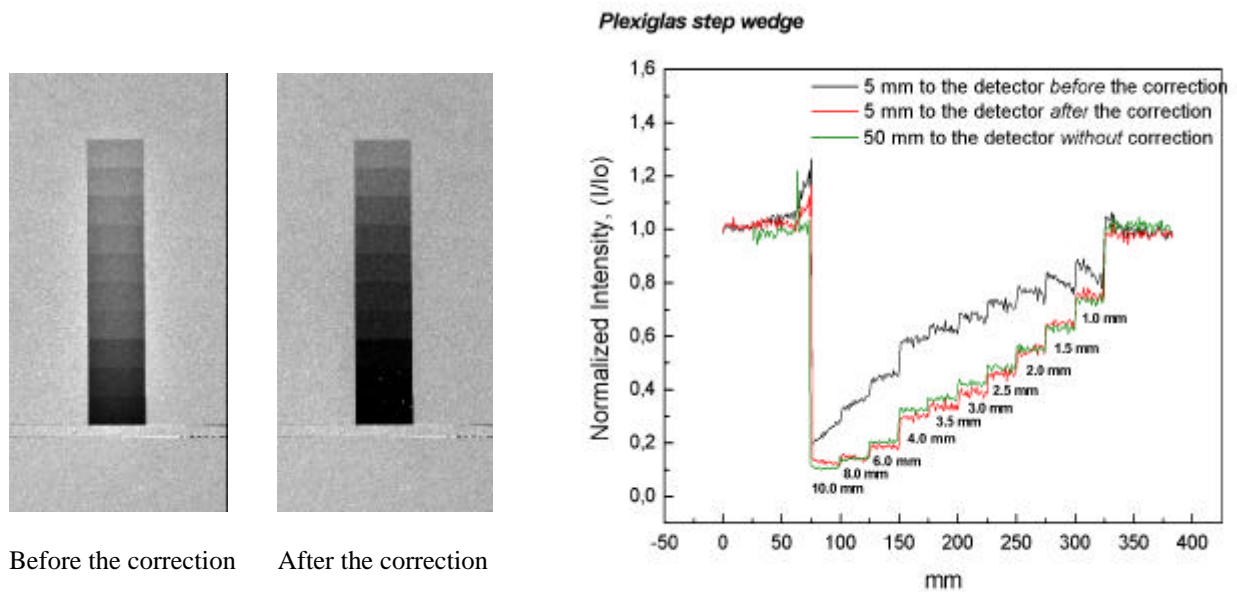 Plexiglas step wedge
1,6
1,4
1,2
1,0
0,8
0,6
0,4
0,2
0,0
Normalized Intensity, (I/Io)
5 mm to the detector before the correction
5 mm to the detector after the correction
50 mm to the detector without correction
1.0 mm
1.5 mm
2.0 mm
2.5 mm
3.0 mm
3.5 mm
4.0 mm
6.0 mm
8.0 mm
10.0 mm
-50 0 50 100 150 200 250 300 350 400
mm
Before the correction
After the correction